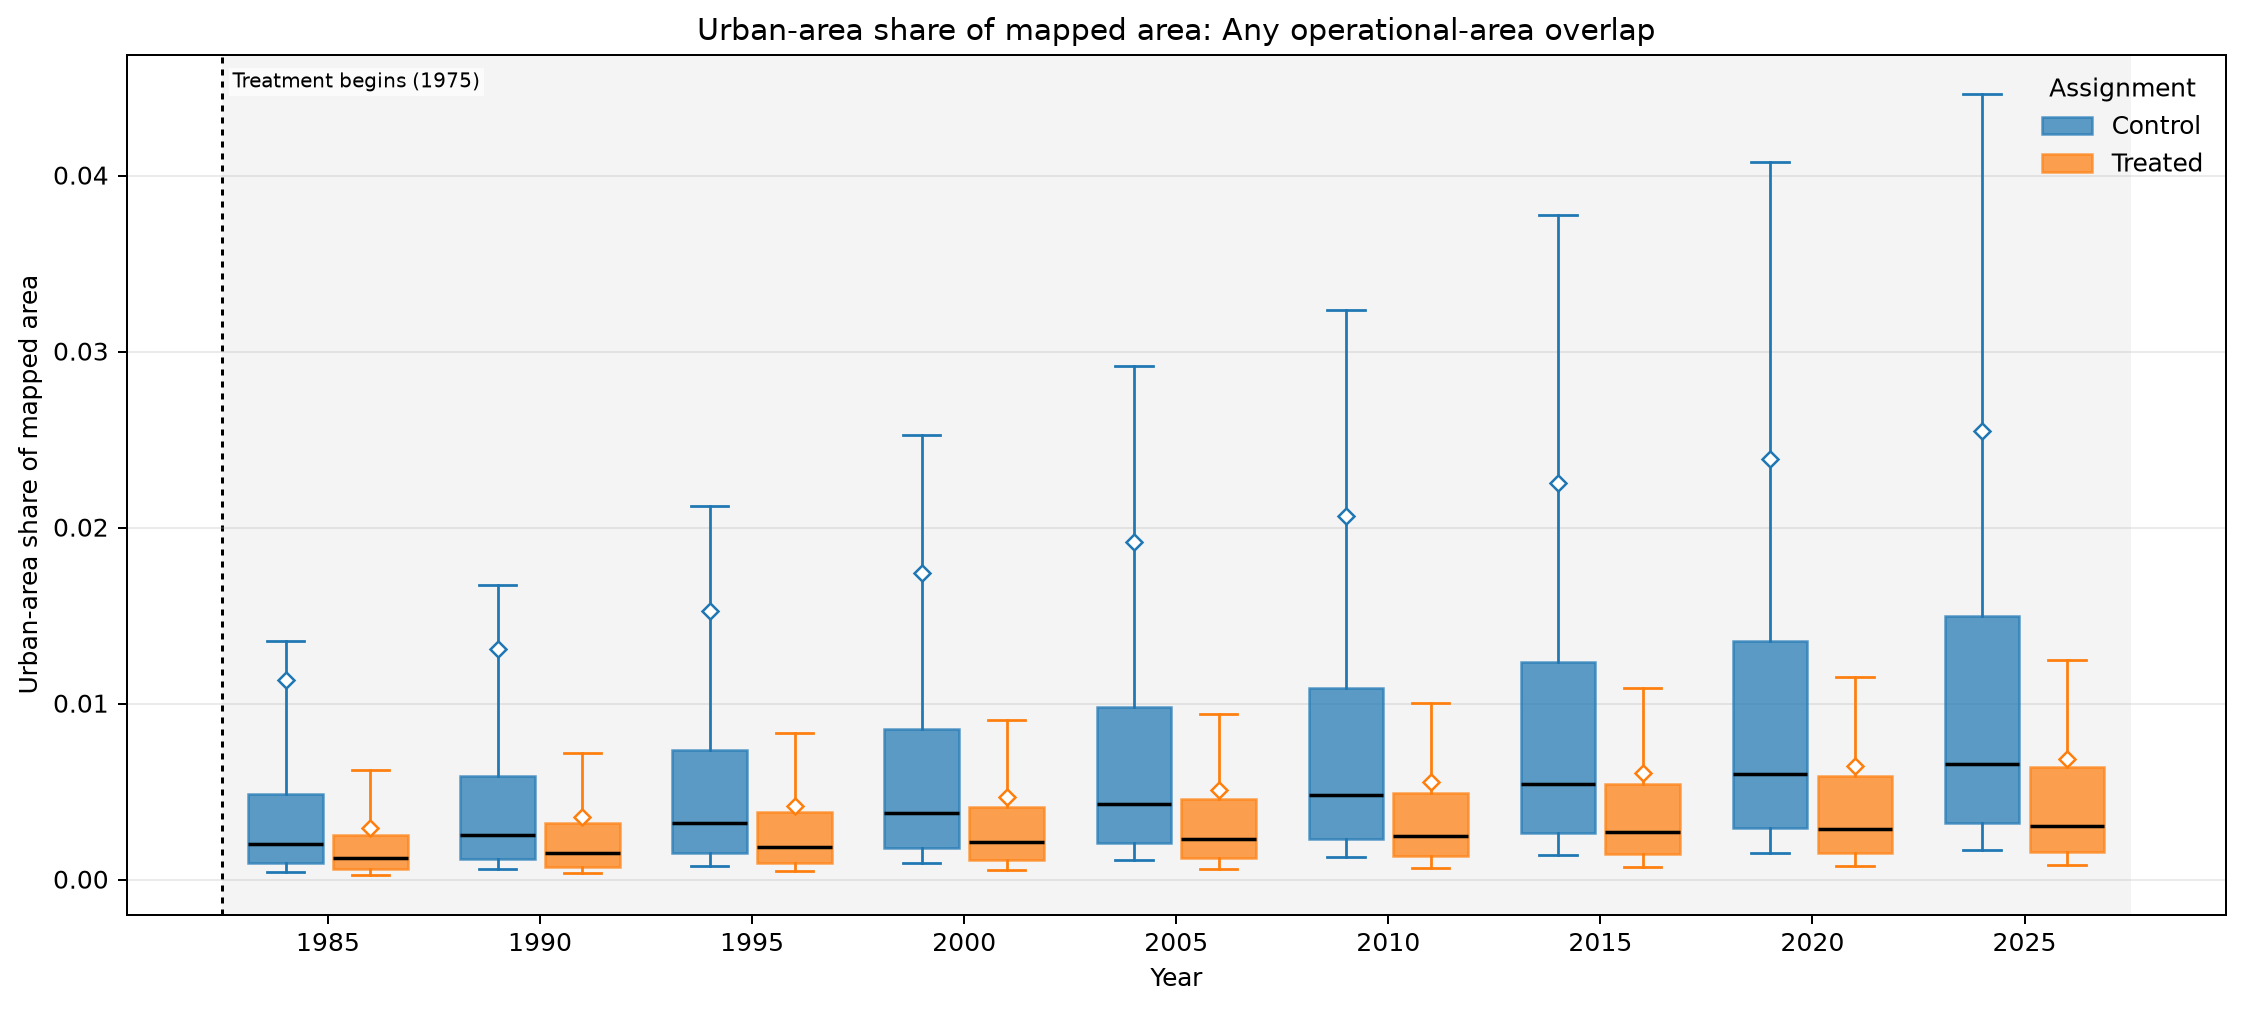 Urban-area share of mapped area: Any operational-area overlap
Treatment begins (1975)
Assignment
Control
Treated
Urban-area share of mapped area
0.04
0.03
0.02
0.01
0.00
1985 1990 1995 2000 2005 2010 2015 2020 2025
Year